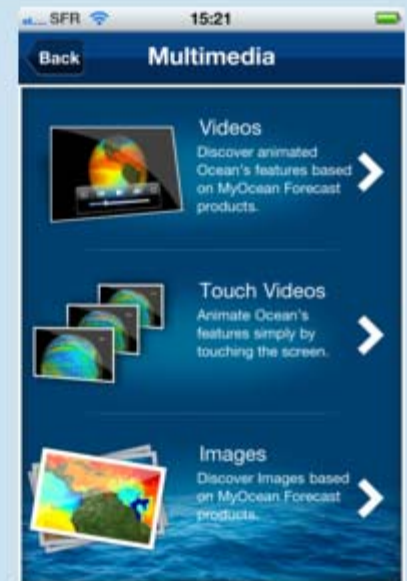 SFR 15:21
Back Multimedia
Videos
Discover animated
Ocean's features based
on MyOcean Forecast
products.
Touch Videos
Animate Ocean's
features simply by
touching the screen.
Images
Discover Images based
on MyOcean Forecast
products.